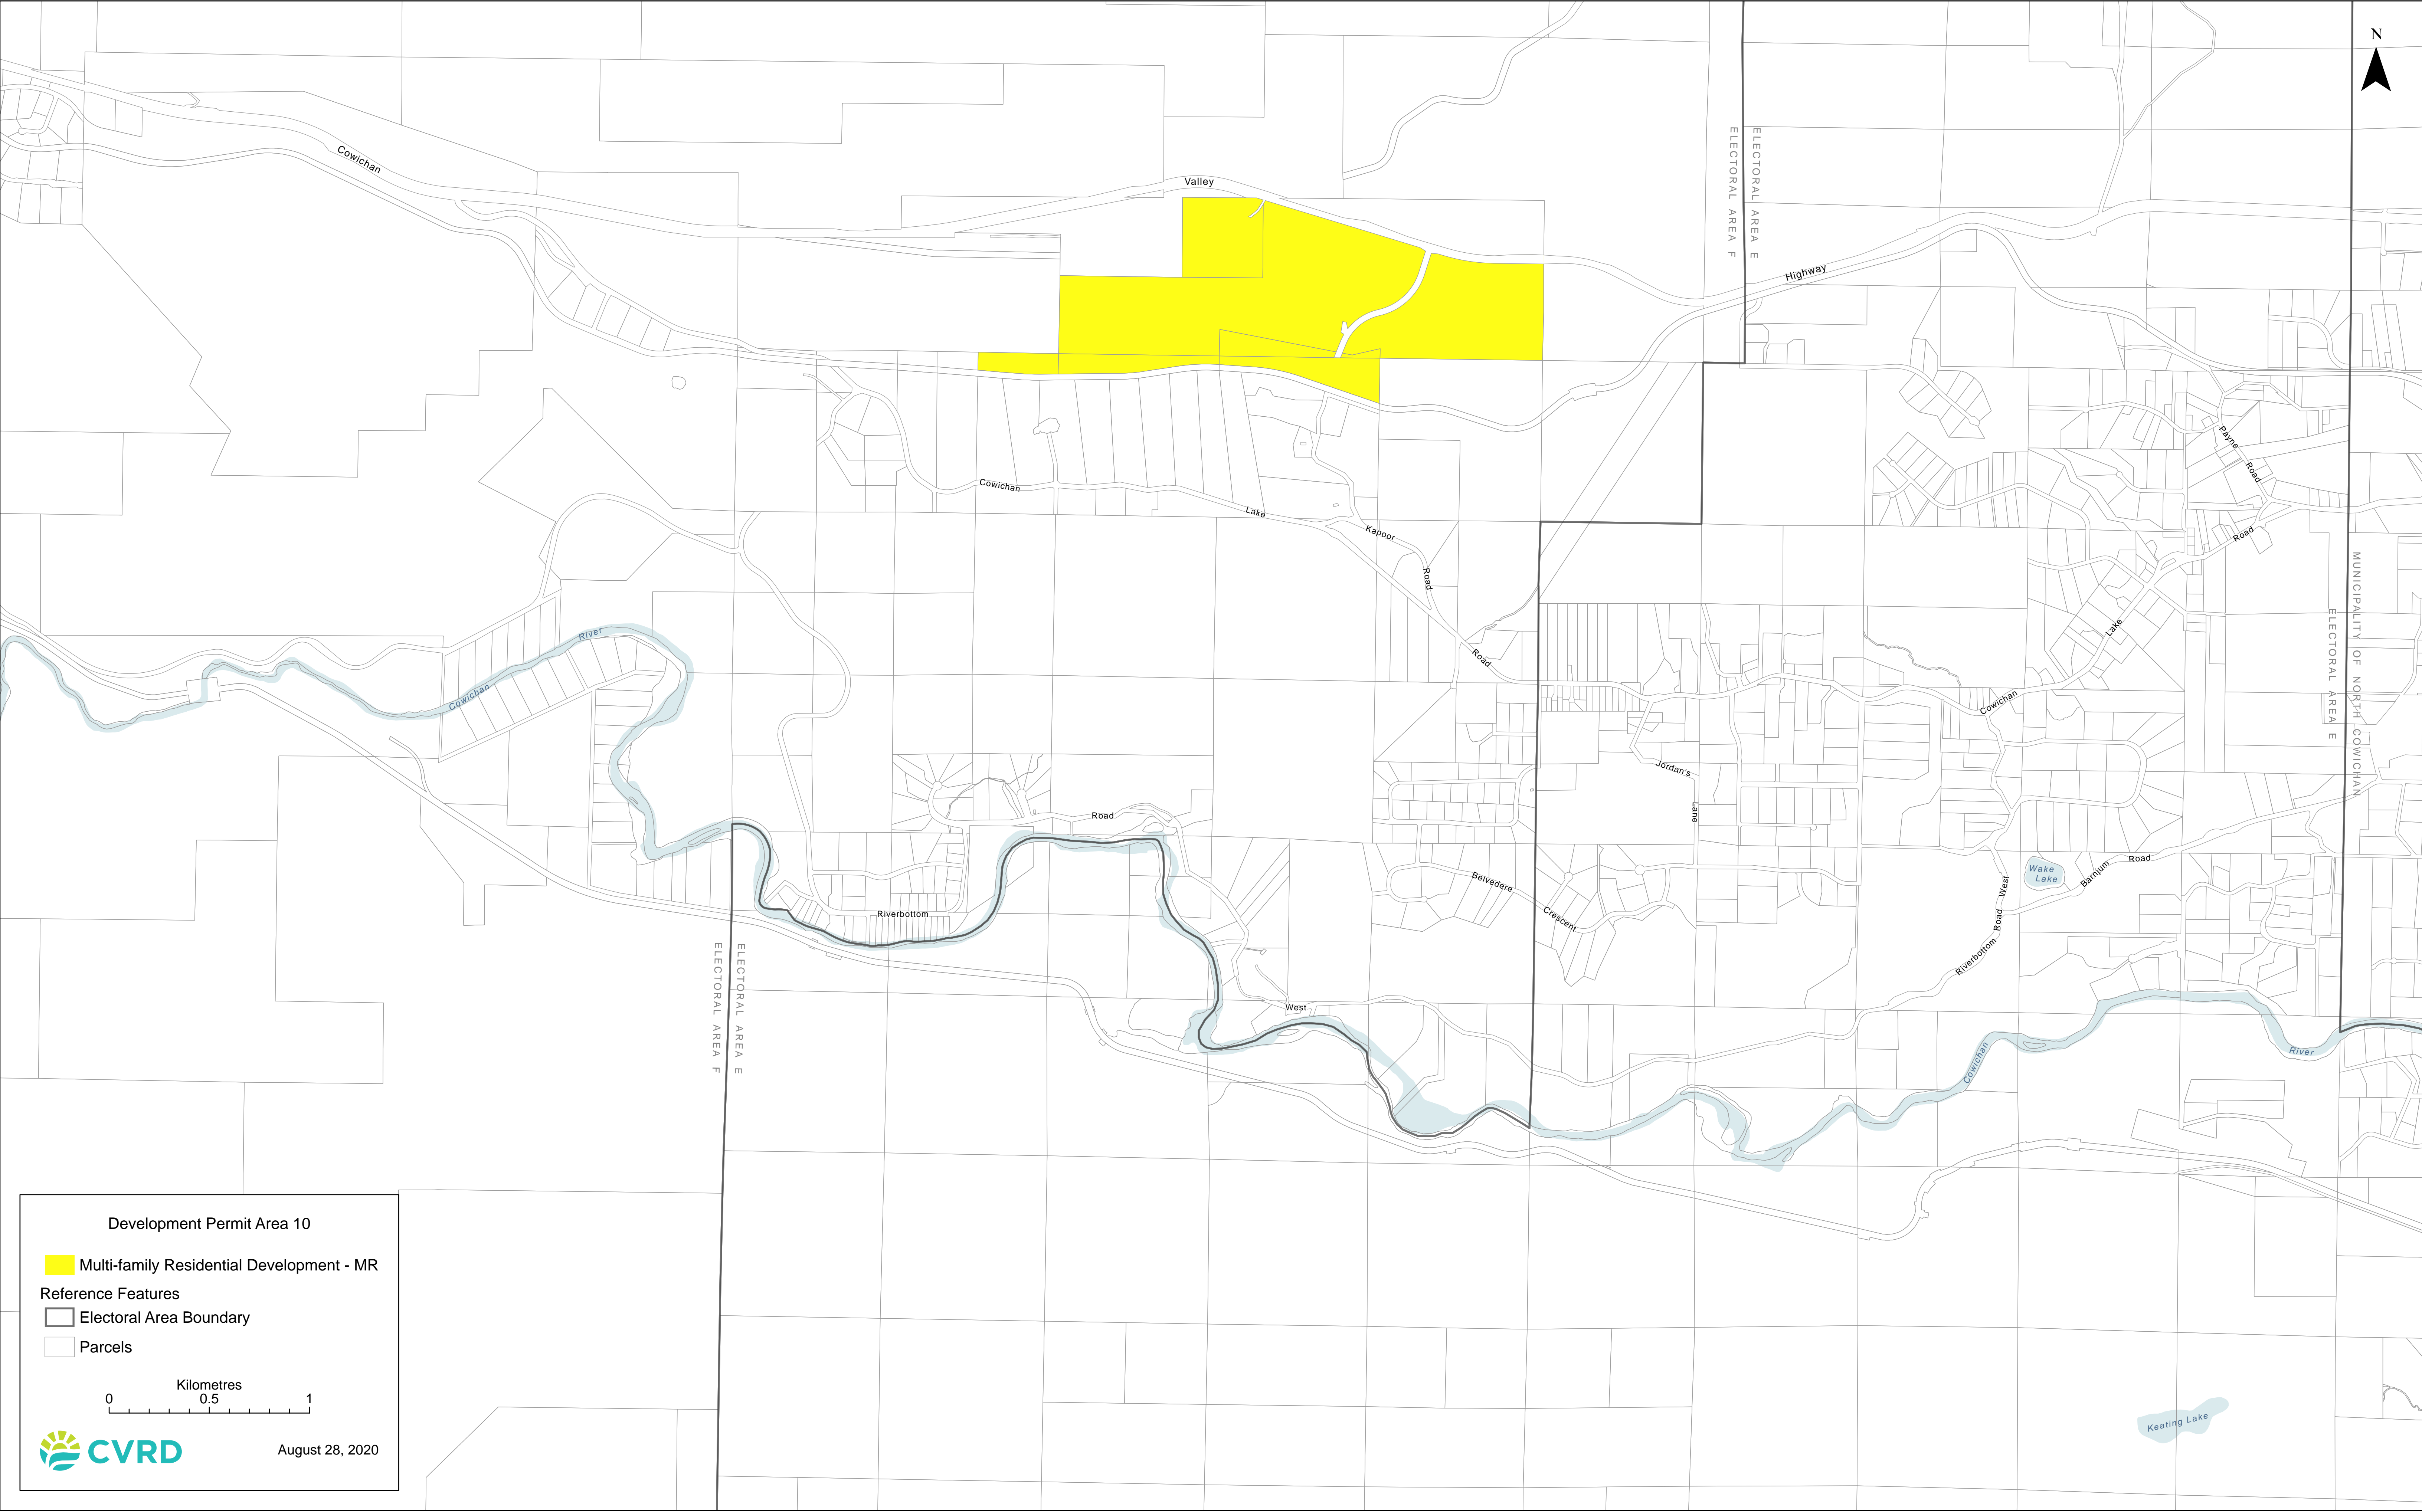 N
Cowichan
Valley
Highway
ELECTORAL AREA F
ELECTORAL AREA E
Payne
Road
Cowichan
Lake
Kapoor
Road
Road
Road
Lake
Cowichan
MUNICIPALITY OF NORTH COWICHAN
ELECTORAL AREA E
River
Cowichan
Jordan's
Lane
Road
Belvedere
Crescent
Riverbottom
West
Wake
Lake
Barnjum
Road
West
Road
Riverbottom
Cowichan
River
ELECTORAL AREA F
ELECTORAL AREA E
Keating Lake
Development Permit Area 10
Multi-family Residential Development - MR
Reference Features
Electoral Area Boundary
Parcels
Kilometres
0 0.5 1
CVRD
August 28, 2020